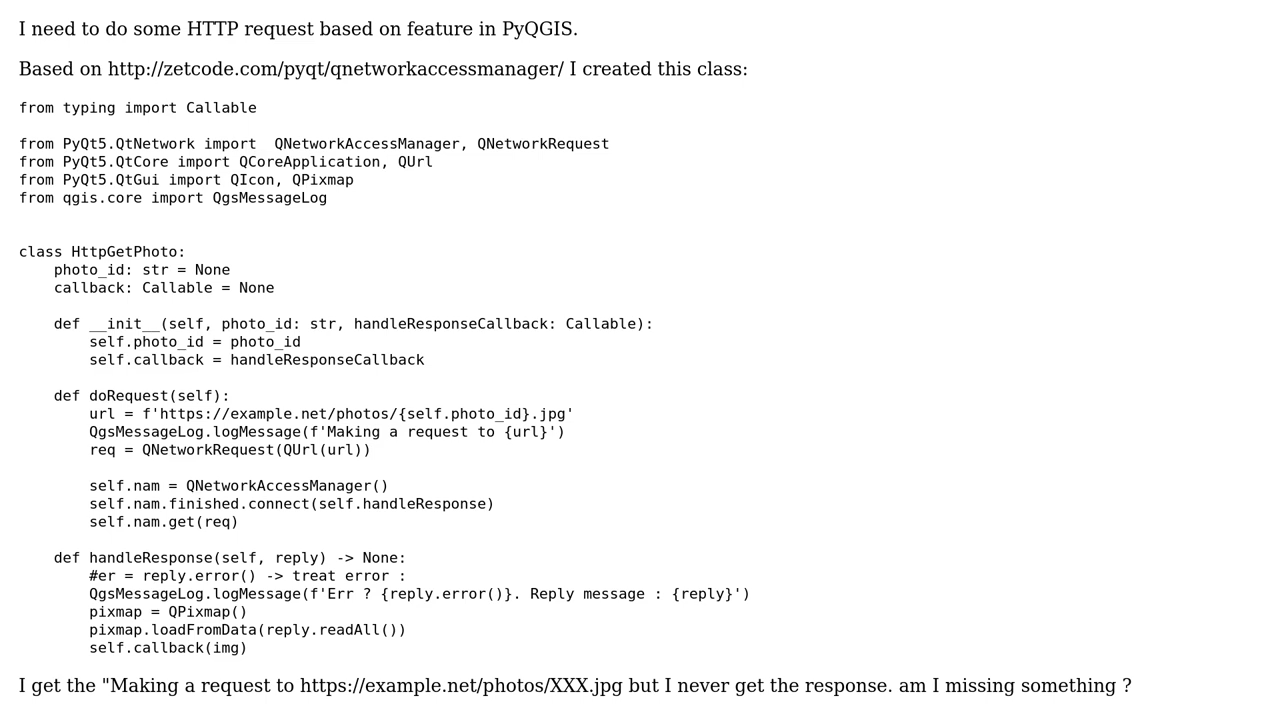 I need to do some HTTP request based on feature in PyQGIS.
Based on http://zetcode.com/pyqt/qnetworkaccessmanager/ I created this class:
from typing import Callable
from PyQt5.QtNetwork import  QNetworkAccessManager, QNetworkRequest
from PyQt5.QtCore import QCoreApplication, QUrl
from PyQt5.QtGui import QIcon, QPixmap
from qgis.core import QgsMessageLog
class HttpGetPhoto:
    photo_id: str = None
    callback: Callable = None
    def __init__(self, photo_id: str, handleResponseCallback: Callable):
        self.photo_id = photo_id
        self.callback = handleResponseCallback
    def doRequest(self):
        url = f'https://example.net/photos/{self.photo_id}.jpg'
        QgsMessageLog.logMessage(f'Making a request to {url}')
        req = QNetworkRequest(QUrl(url))
        self.nam = QNetworkAccessManager()
        self.nam.finished.connect(self.handleResponse)
        self.nam.get(req)
    def handleResponse(self, reply) -> None:
        #er = reply.error() -> treat error :
        QgsMessageLog.logMessage(f'Err ? {reply.error()}. Reply message : {reply}')
        pixmap = QPixmap()
        pixmap.loadFromData(reply.readAll())
        self.callback(img)
I get the "Making a request to https://example.net/photos/XXX.jpg but I never get the response. am I missing something ?